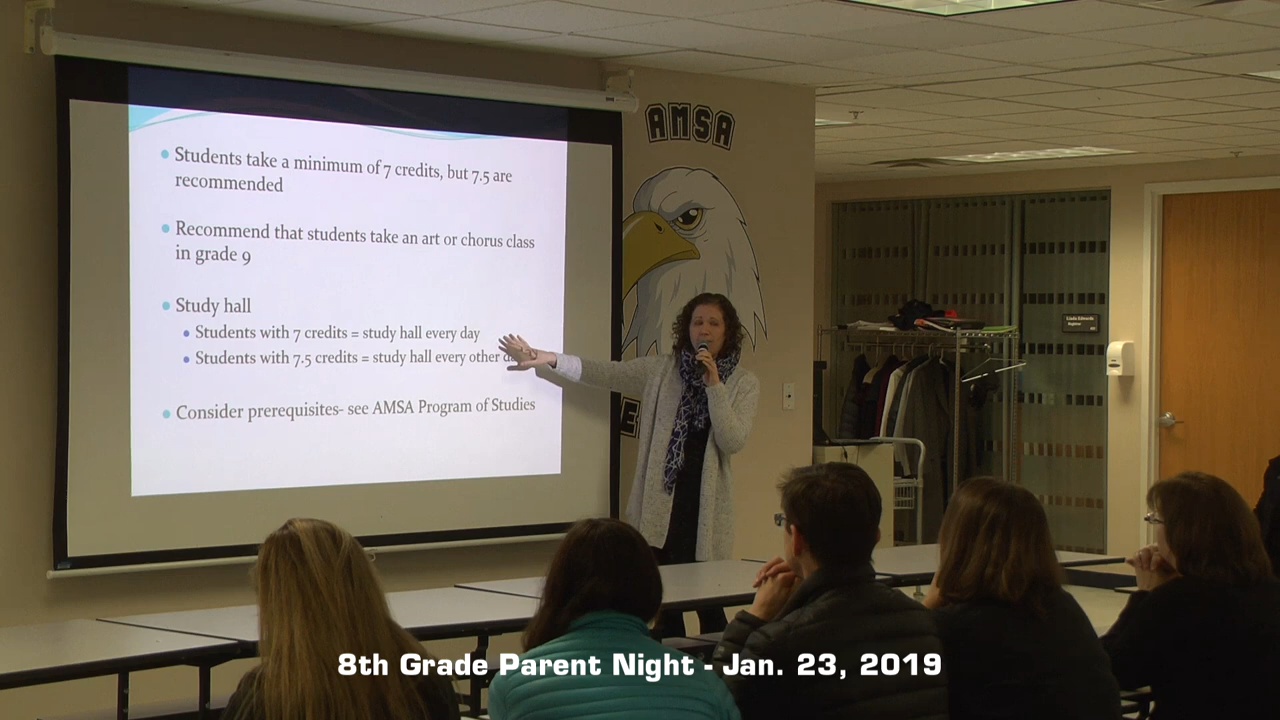 AMSA
• Students take a minimum of 7 credits, but 7.5 are
recommended
• Recommend that students take an art or chorus class
in grade 9
• Study hall
• Students with 7 credits = study hall every day
• Students with 7.5 credits = study hall every other
• Consider prerequisites- see AMSA Program of Studies
E
Linda Edwards
8th Grade Parent Night - Jan. 23, 2019